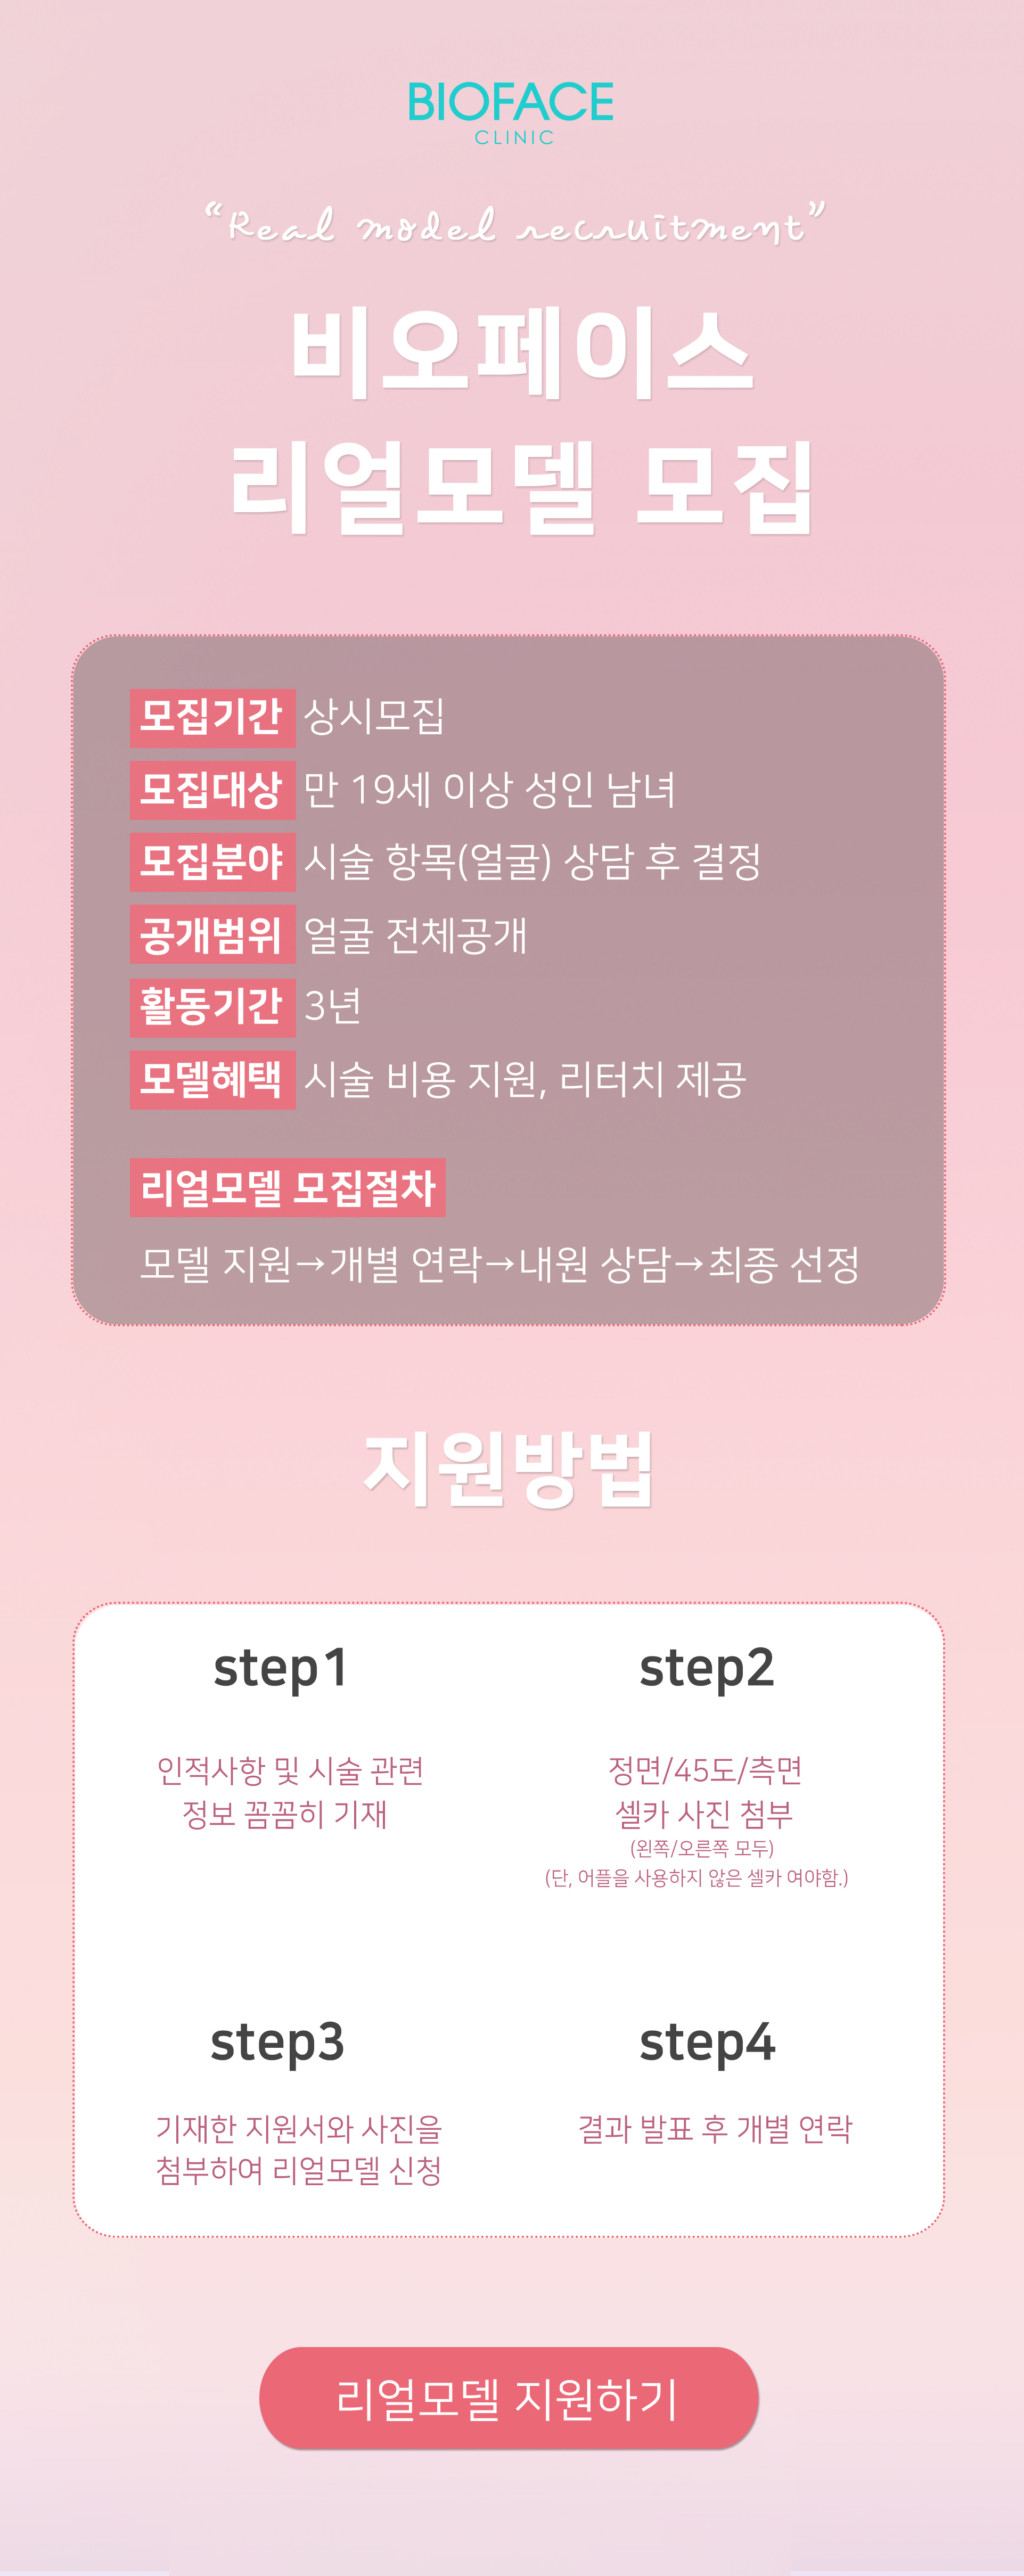 BIOFACE
CLINIC
“Real model recruitment”
비오페이스
리얼모델 모집
모집기간 상시모집
모집대상 만 19세 이상 성인 남녀
모집분야 시술 항목(얼굴) 상담 후 결정
공개범위 얼굴 전체공개
활동기간 3년
모델혜택 시술 비용 지원, 리터치 제공
리얼모델 모집절차
모델 지원→개별 연락→내원 상담→최종 선정
지원방법
step1
인적사항 및 시술 관련
정보 꼼꼼히 기재
step2
정면/45도/측면
셀카 사진 첨부
(왼쪽/오른쪽 모두)
(단, 어플을 사용하지 않은 셀카 여야함.)
step3
기재한 지원서와 사진을
첨부하여 리얼모델 신청
step4
결과 발표 후 개별 연락
리얼모델 지원하기